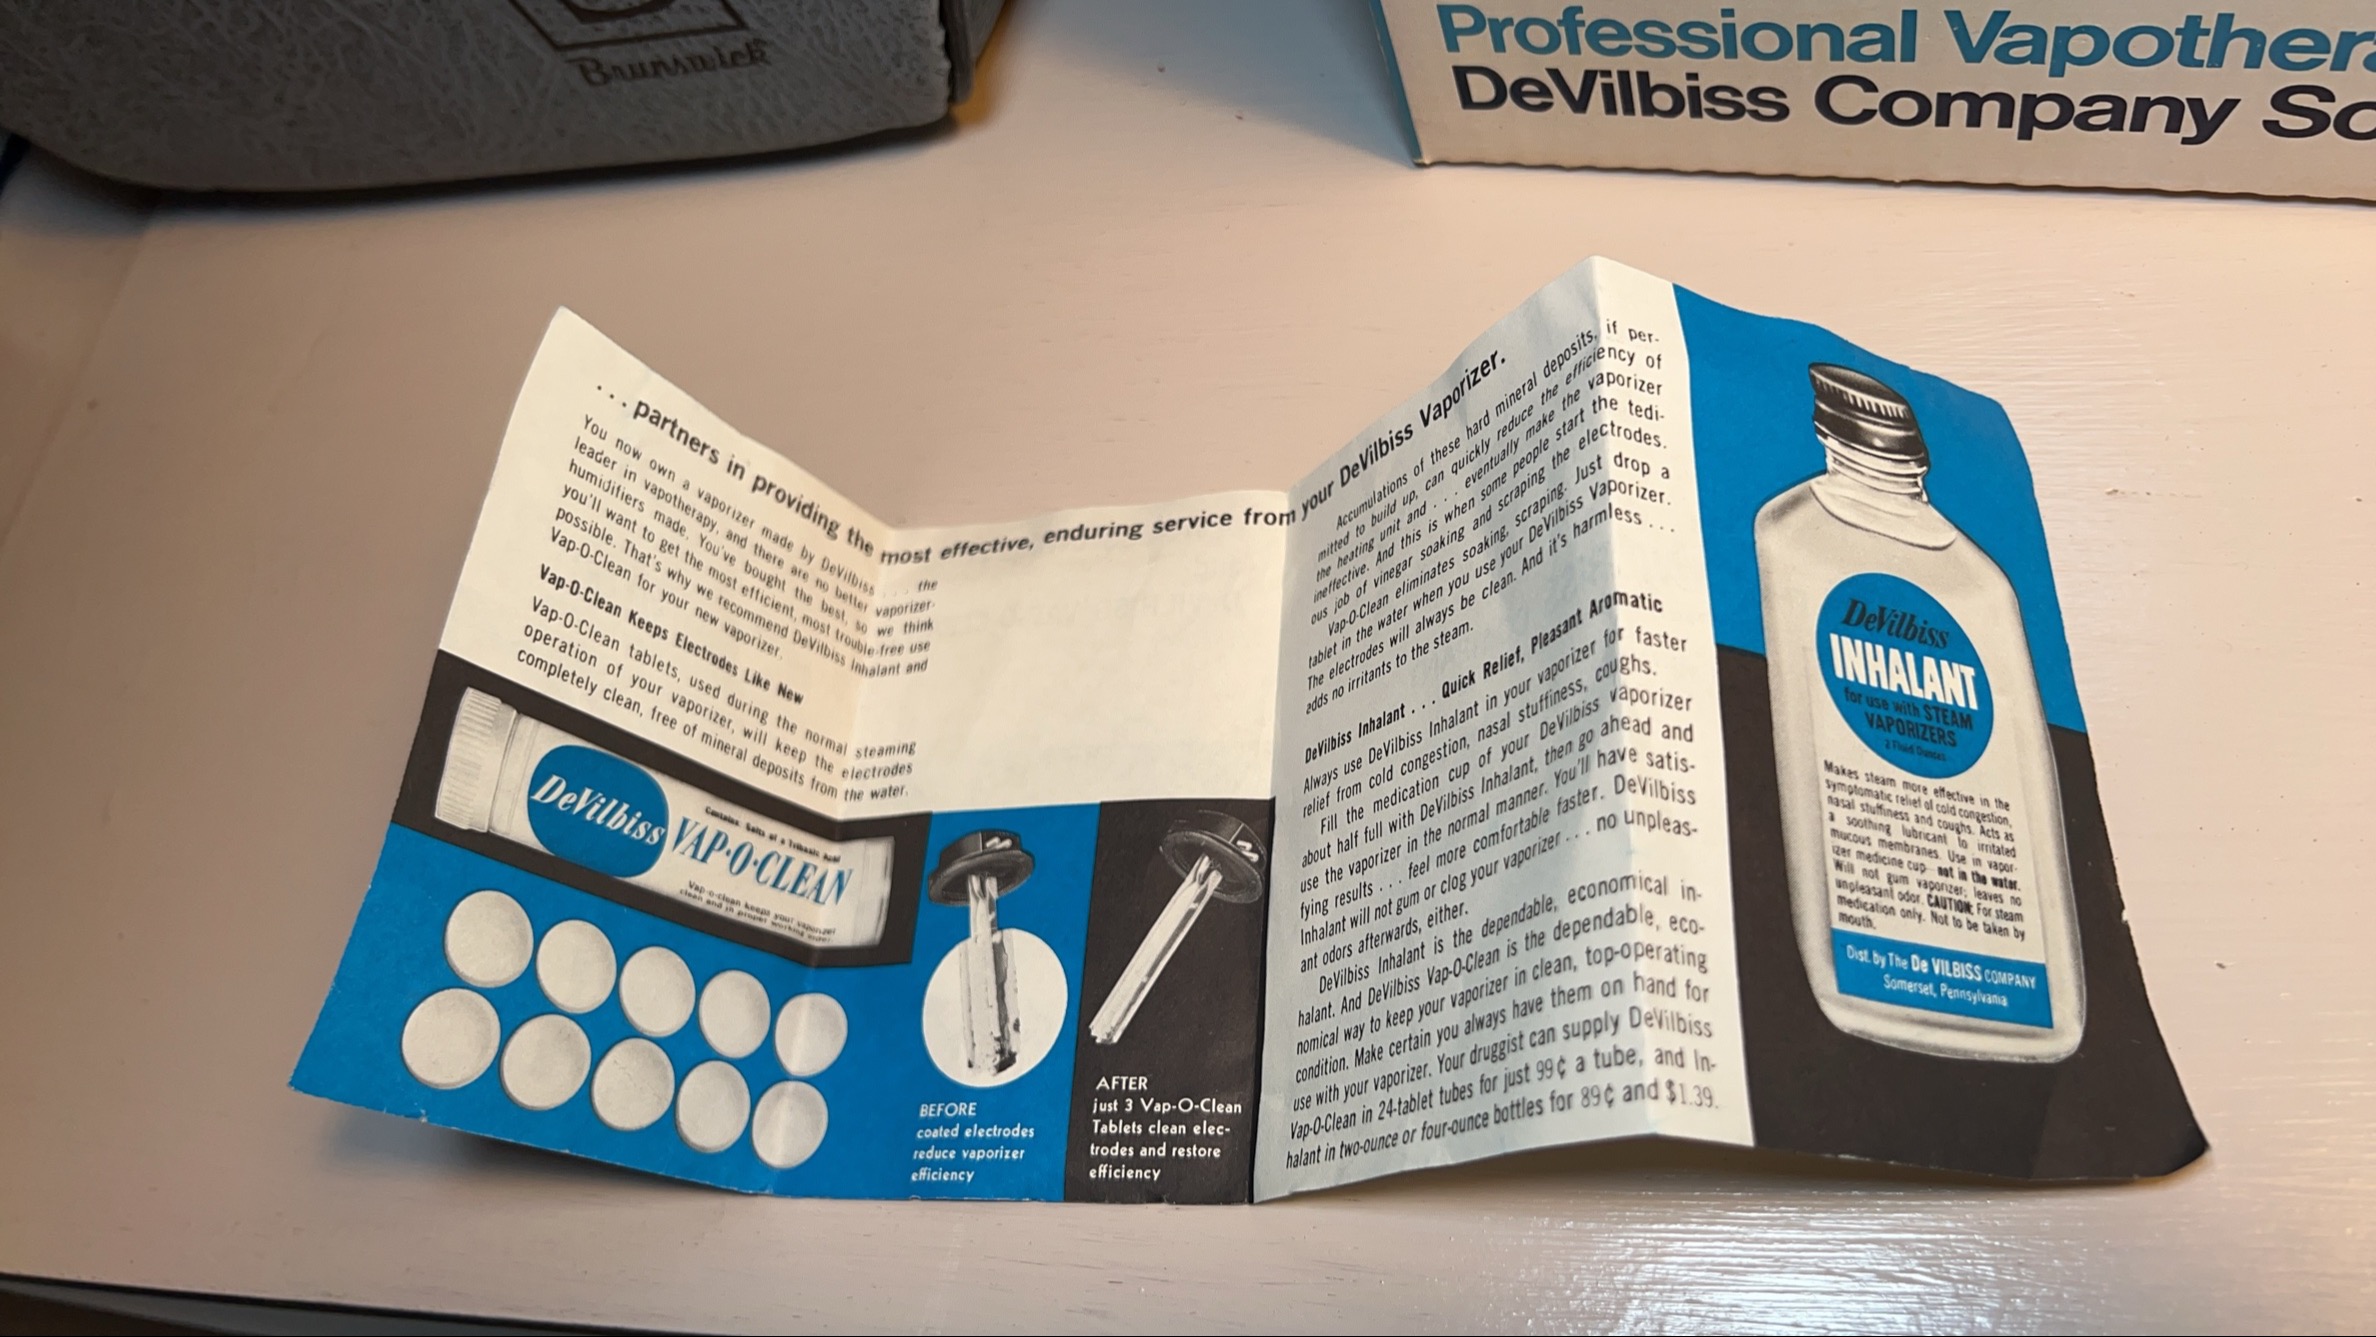 Brunswick
Professional Vapother
DeVilbiss Company So
. . . partners in providing the most effective, enduring service from your DeVilbiss Vaporizer.
You now own a vaporizer made by DeVilbiss . . . the
leader in vapotherapy, and there are no better vaporizer-
humidifiers made. You've bought the best, so we think
you'll want to get the most efficient, most trouble-free use
possible. That's why we recommend DeVilbiss Inhalant and
Vap-O-Clean for your new vaporizer.
Vap-O-Clean Keeps Electrodes Like New
Vap-O-Clean tablets, used during the normal steaming
operation of your vaporizer, will keep the electrodes
completely clean, free of mineral deposits from the water.
DeVilbiss
Contains Salts of a Tribasic Acid
VAP·O·CLEAN
Vap-o-clean keeps your vaporizer
clean and in proper working order
BEFORE
coated electrodes
reduce vaporizer
efficiency
AFTER
just 3 Vap-O-Clean
Tablets clean elec-
trodes and restore
efficiency
Accumulations of these hard mineral deposits, if per-
mitted to build up, can quickly reduce the efficiency of
the heating unit and . . . eventually make the vaporizer
ineffective. And this is when some people start the tedi-
ous job of vinegar soaking and scraping the electrodes.
Vap-O-Clean eliminates soaking, scraping. Just drop a
tablet in the water when you use your DeVilbiss Vaporizer.
The electrodes will always be clean. And it's harmless . . .
adds no irritants to the steam.
DeVilbiss Inhalant . . . Quick Relief, Pleasant Aromatic
Always use DeVilbiss Inhalant in your vaporizer for faster
relief from cold congestion, nasal stuffiness, coughs.
Fill the medication cup of your DeVilbiss vaporizer
about half full with DeVilbiss Inhalant, then go ahead and
use the vaporizer in the normal manner. You'll have satis-
fying results . . . feel more comfortable faster. DeVilbiss
Inhalant will not gum or clog your vaporizer . . . no unpleas-
ant odors afterwards, either.
DeVilbiss Inhalant is the dependable, economical in-
halant. And DeVilbiss Vap-O-Clean is the dependable, eco-
nomical way to keep your vaporizer in clean, top-operating
condition. Make certain you always have them on hand for
use with your vaporizer. Your druggist can supply DeVilbiss
Vap-O-Clean in 24-tablet tubes for just 99¢ a tube, and In-
halant in two-ounce or four-ounce bottles for 89¢ and $1.39.
DeVilbiss
INHALANT
for use with STEAM
VAPORIZERS
2 Fluid Ounces
Makes steam more effective in the
symptomatic relief of cold congestion,
nasal stuffiness and coughs. Acts as
a soothing lubricant to irritated
mucous membranes. Use in vapor-
izer medicine cup—not in the water.
Will not gum vaporizer; leaves no
unpleasant odor. CAUTION: For steam
medication only. Not to be taken by
mouth.
Dist. by The De VILBISS COMPANY
Somerset, Pennsylvania